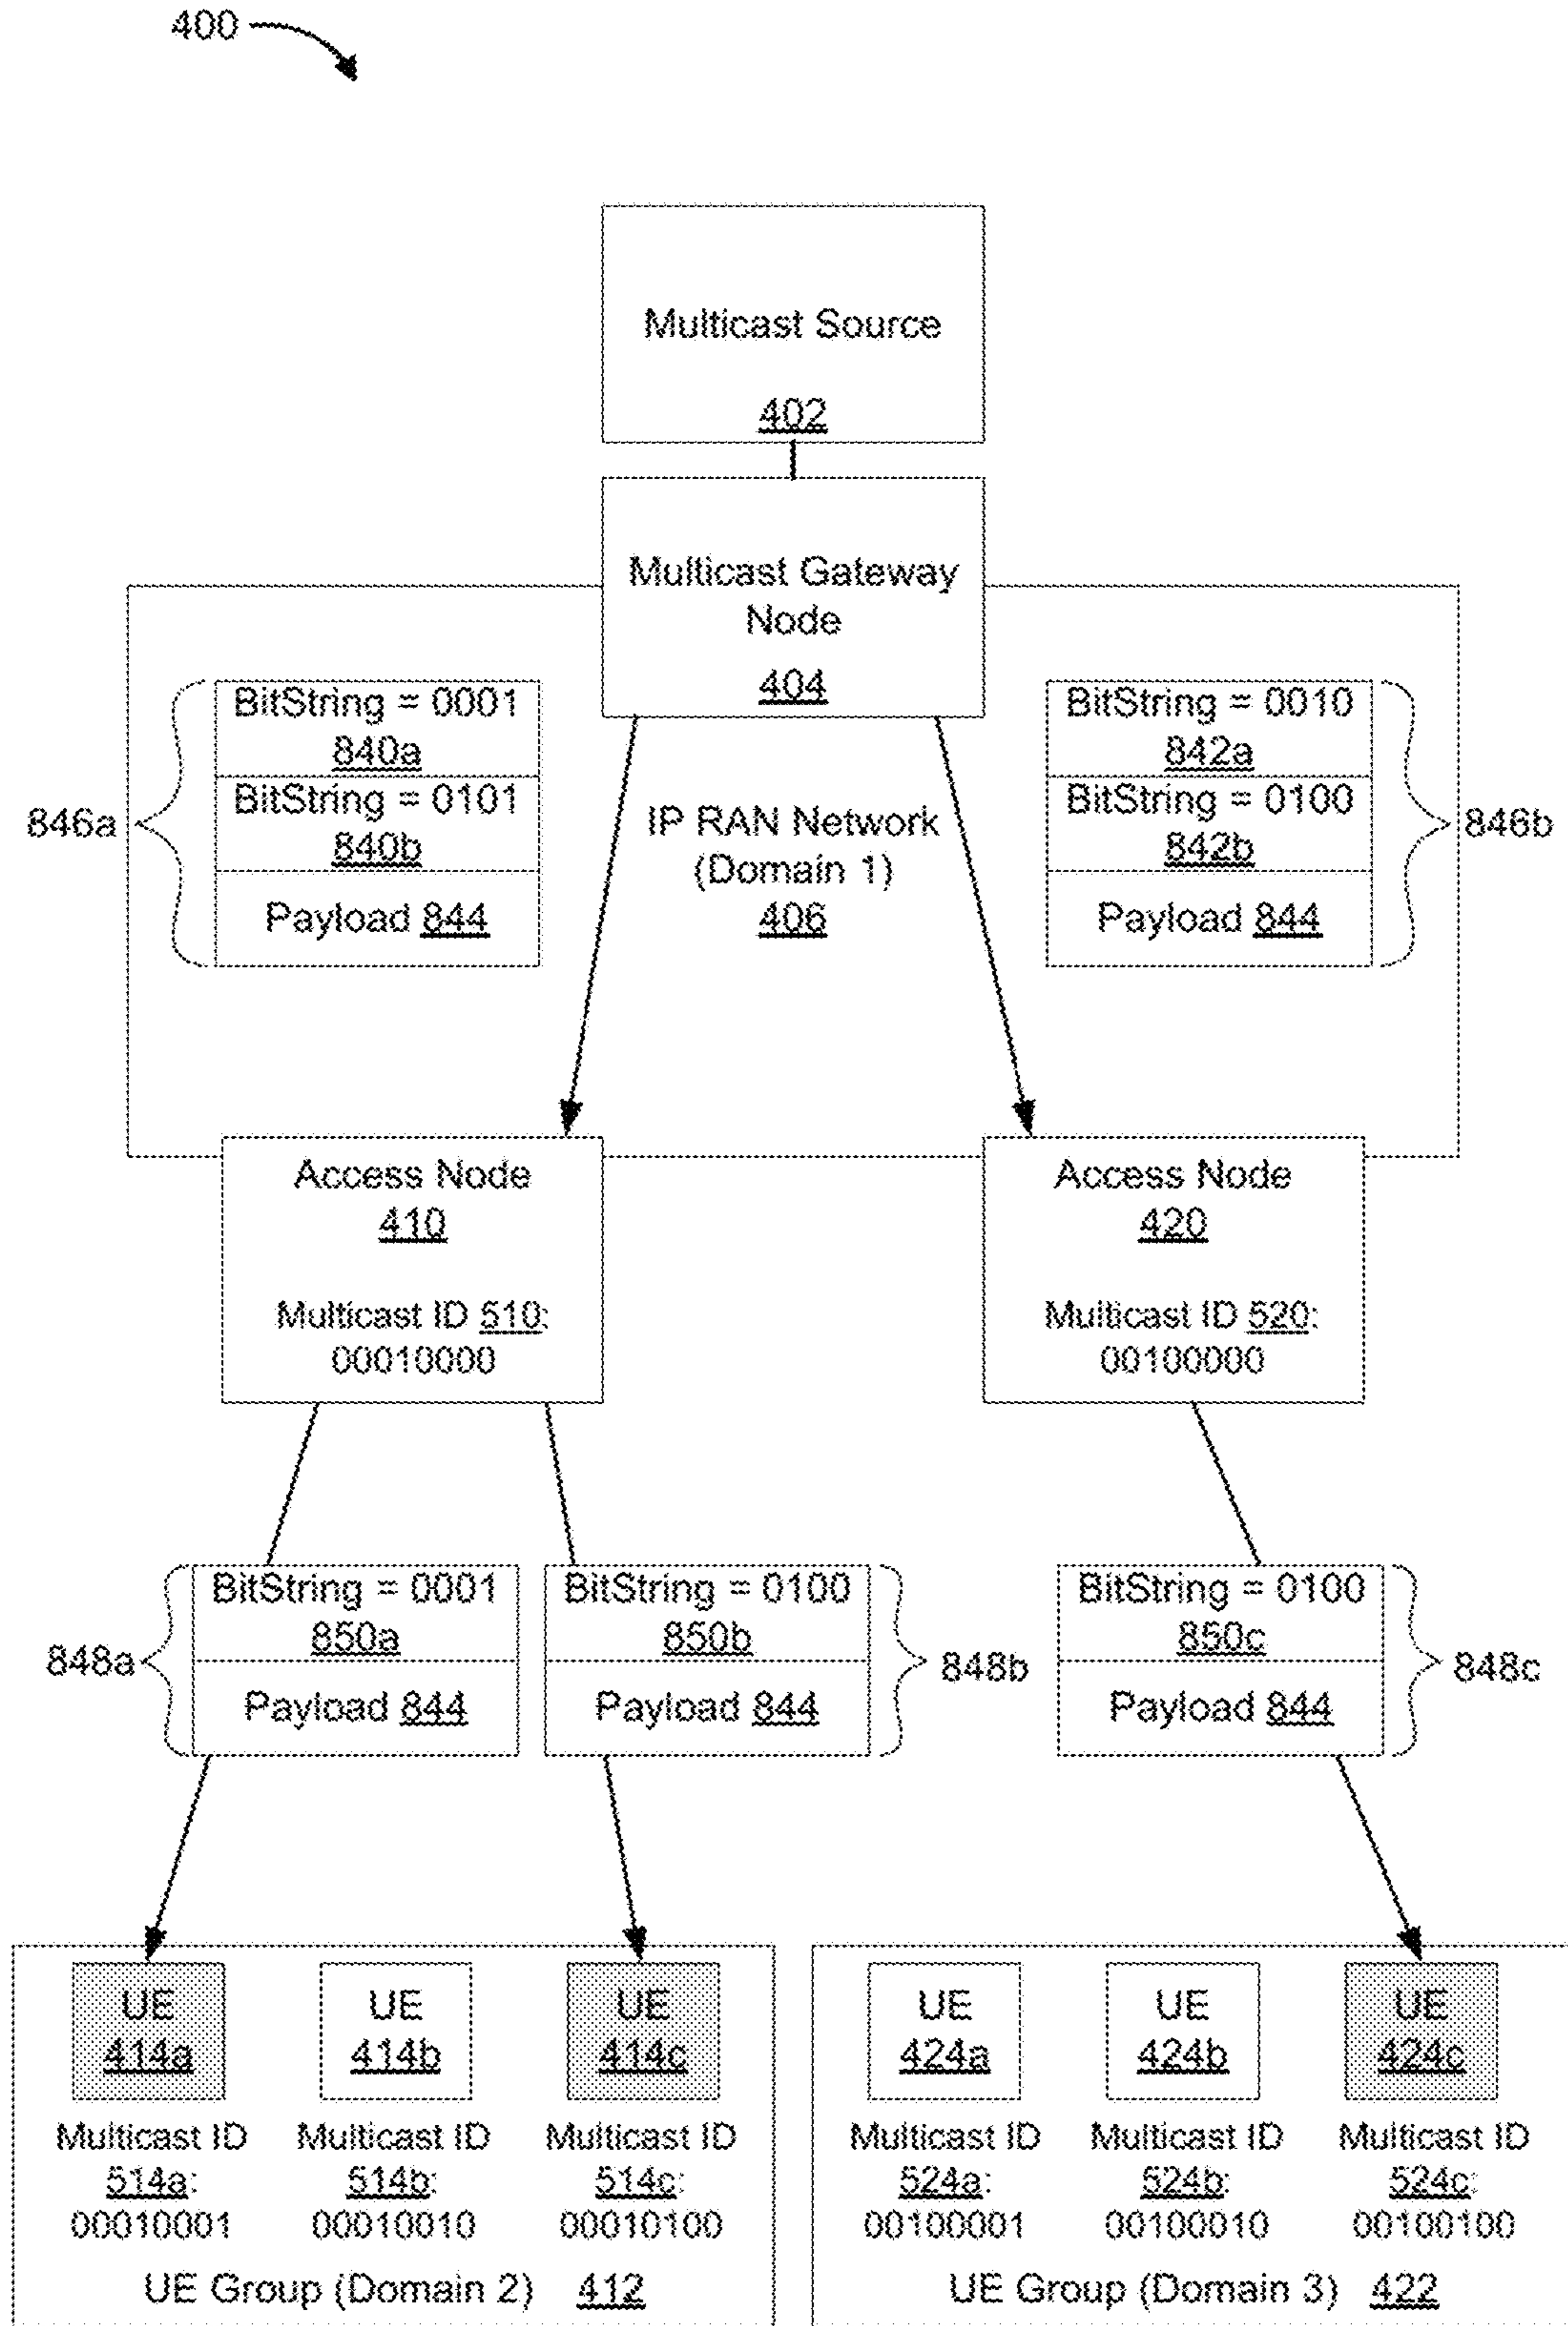 400
Multicast Source
402
Multicast Gateway
Node
404
846a
BitString = 0001
840a
BitString = 0101
840b
Payload 844
IP RAN Network
(Domain 1)
406
BitString = 0010
842a
BitString = 0100
842b
Payload 844
846b
Access Node
410
Multicast ID 510:
00010000
Access Node
420
Multicast ID 520:
00100000
848a
BitString = 0001
850a
Payload 844
BitString = 0100
850b
Payload 844
848b
BitString = 0100
850c
Payload 844
848c
UE
414a
Multicast ID
514a:
00010001
UE
414b
Multicast ID
514b:
00010010
UE
414c
Multicast ID
514c:
00010100
UE Group (Domain 2) 412
UE
424a
Multicast ID
524a:
00100001
UE
424b
Multicast ID
524b:
00100010
UE
424c
Multicast ID
524c:
00100100
UE Group (Domain 3) 422